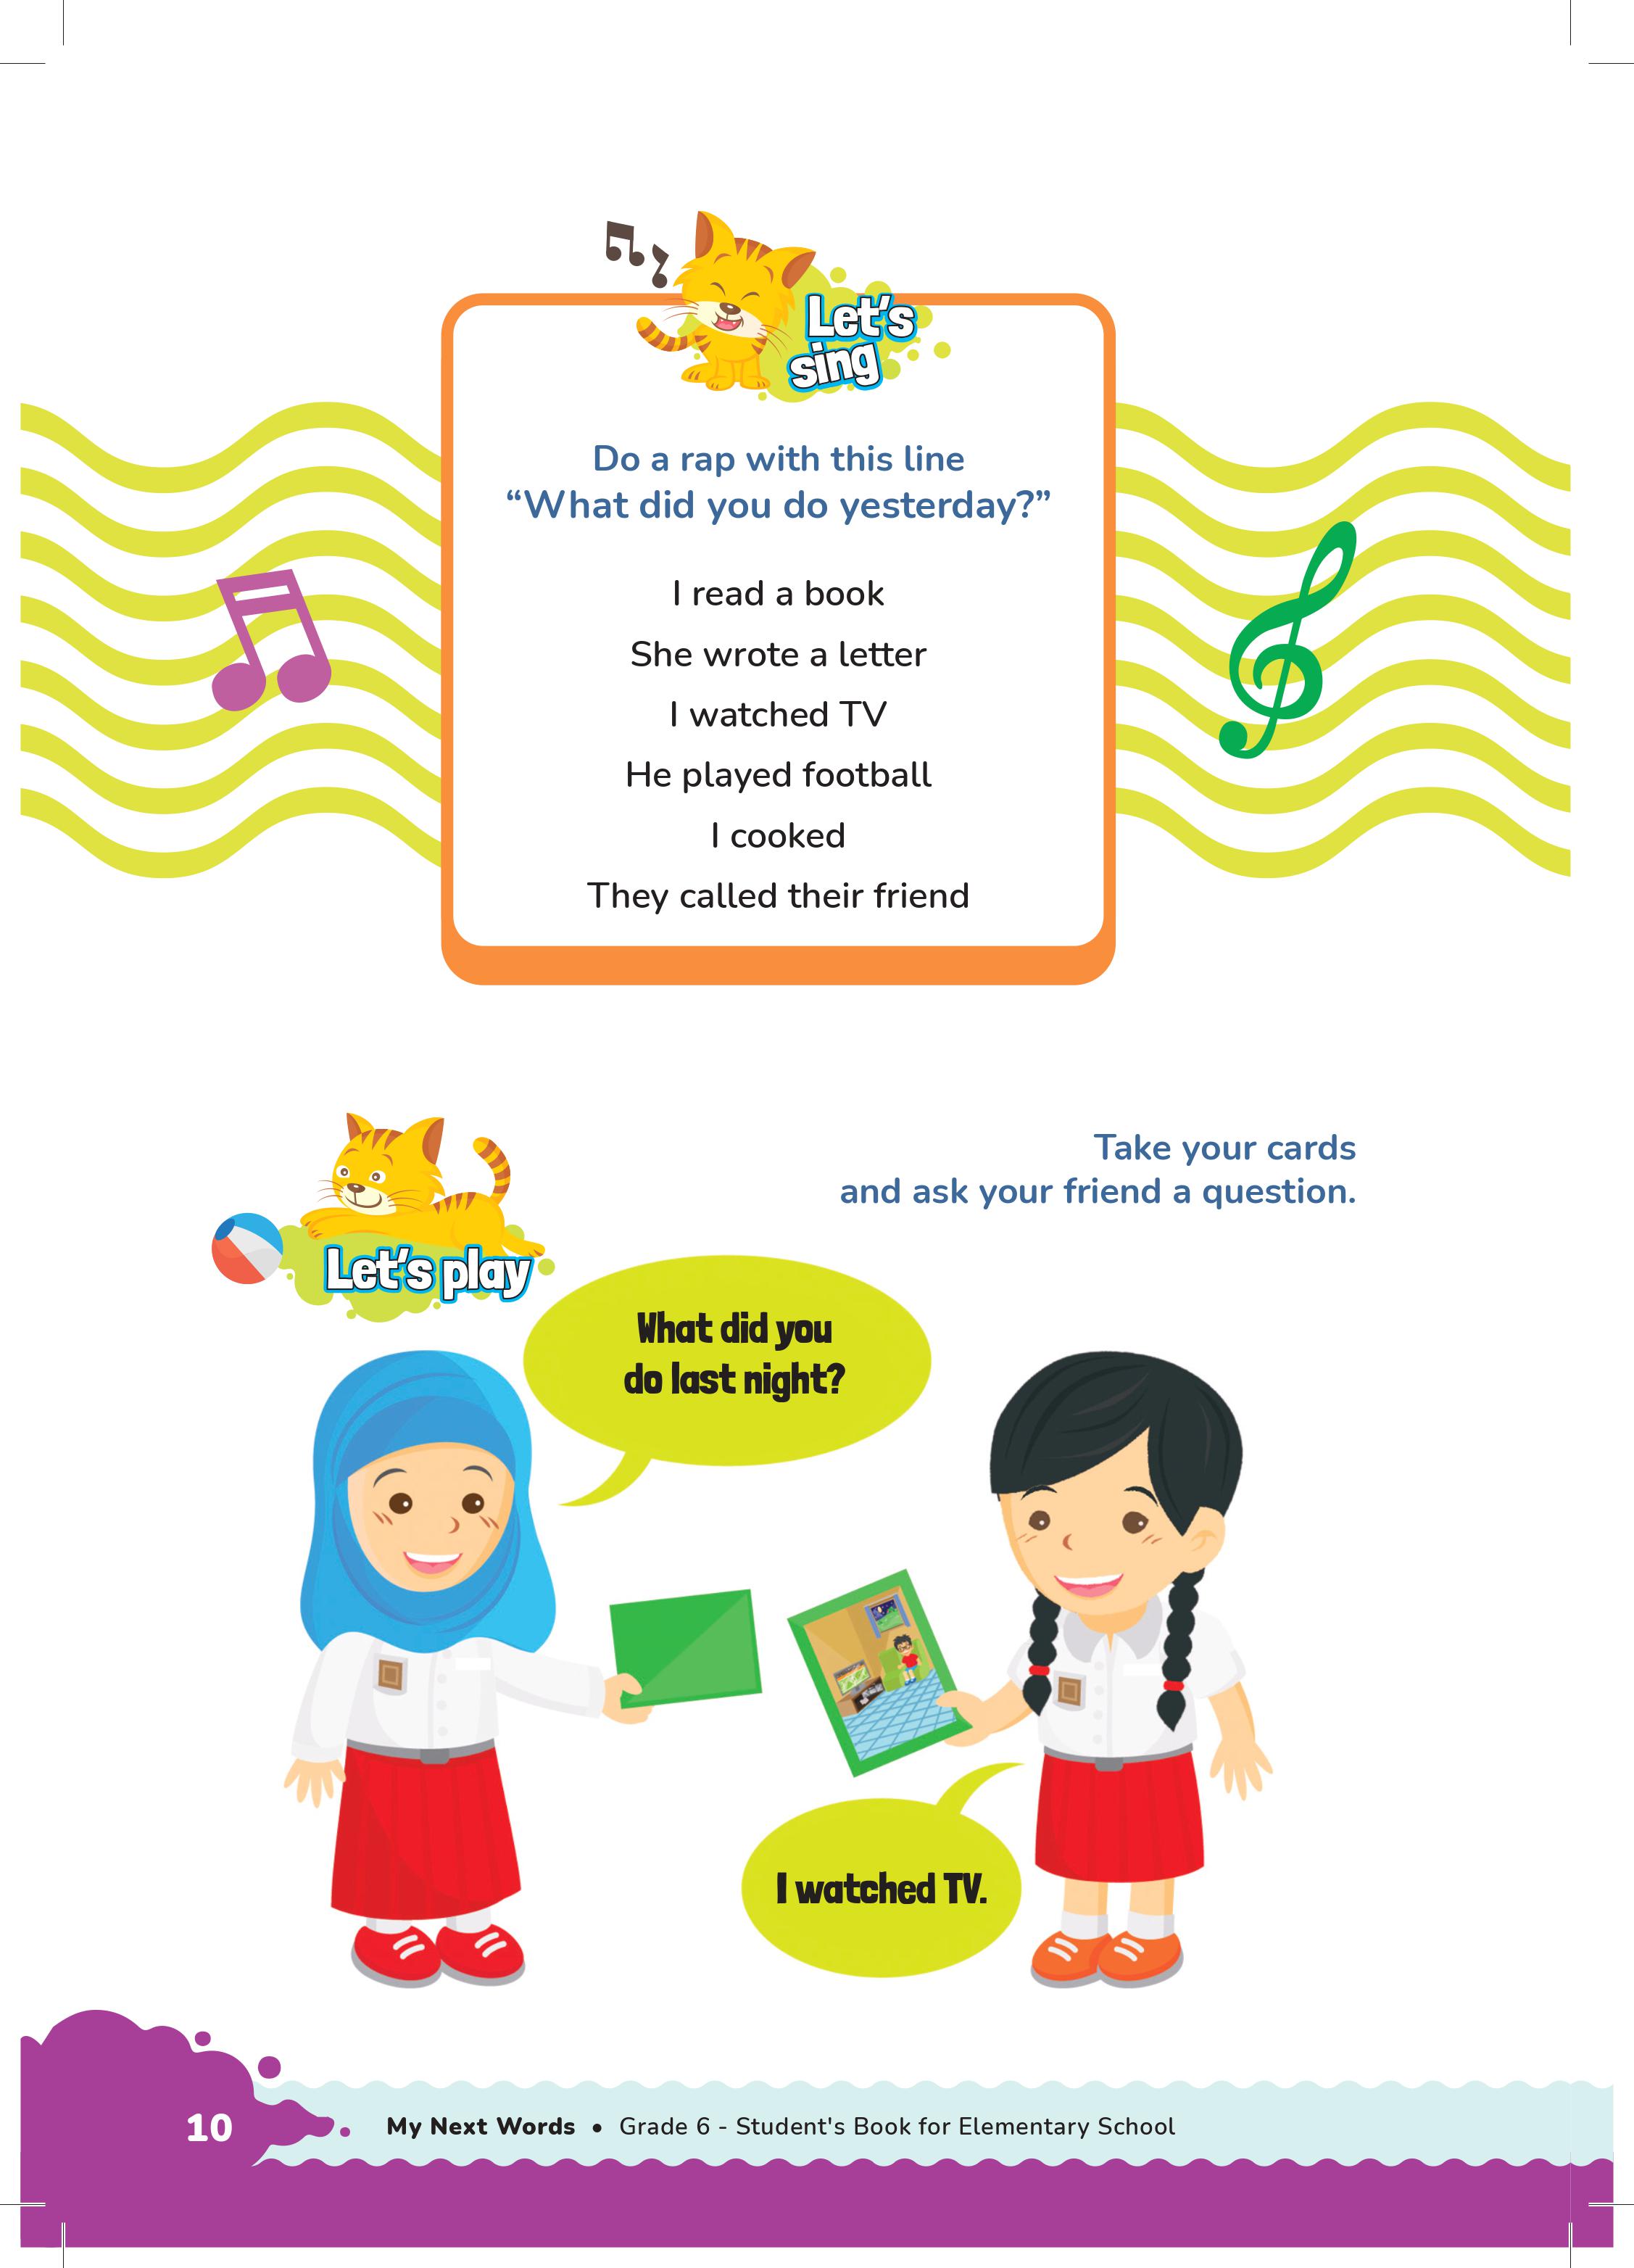 Let's
sing
Do a rap with this line
“What did you do yesterday?”
I read a book
She wrote a letter
I watched TV
He played football
I cooked
They called their friend
Let's play
Take your cards
and ask your friend a question.
What did you
do last night?
I watched TV.
10
My Next Words • Grade 6 - Student's Book for Elementary School